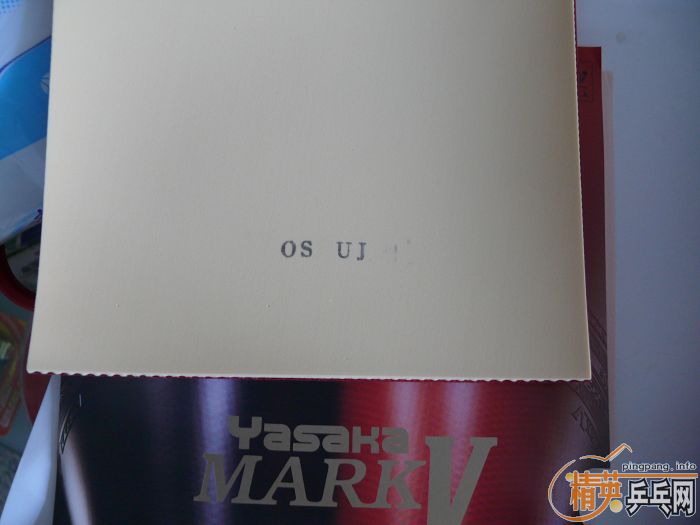 OS UJ
Yasaka
MARK V
pingpang.info
精英乒乓网